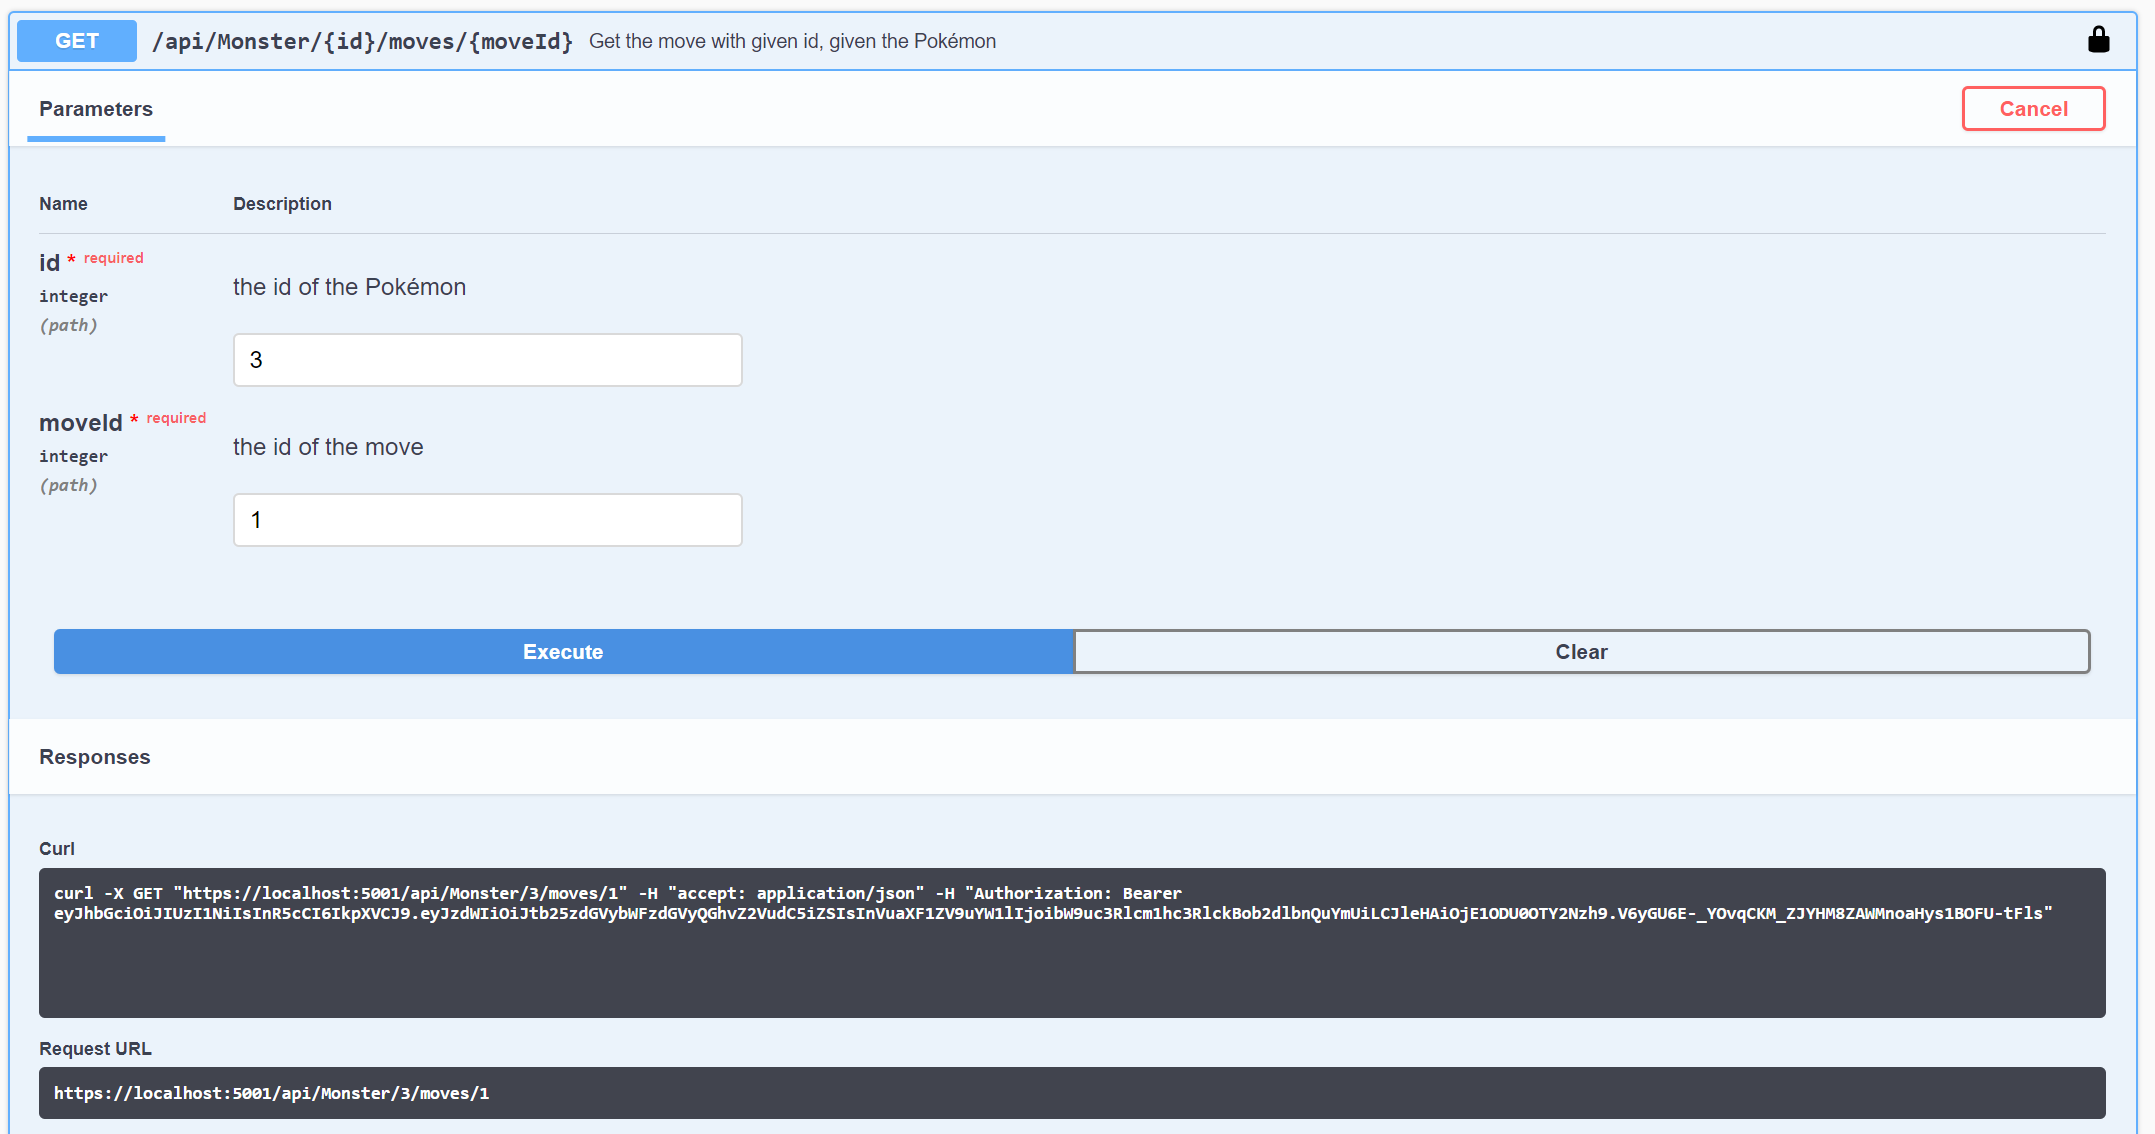 GET /api/Monster/{id}/moves/{moveId} Get the move with given id, given the Pokémon
Parameters
Cancel
Name Description
id * required
integer
(path)
the id of the Pokémon
3
moveId * required
integer
(path)
the id of the move
1
Execute Clear
Responses
Curl
curl -X GET "https://localhost:5001/api/Monster/3/moves/1" -H "accept: application/json" -H "Authorization: Bearer
eyJhbGciOiJIUzI1NiIsInR5cCI6IkpXVCJ9.eyJzdWIiOiJtb25zdGVybWFzdGVyQGhvZ2VudC5iZSIsInVuaXF1ZV9uYW1lIjoibW9uc3Rlcm1hc3RlckBob2dlbnQuYmUiLCJleHAiOjE1ODU0OTY2Nzh9.V6yGU6E-_YOvqCKM_ZJYHM8ZAWMnoaHys1BOFU-tFls"
Request URL
https://localhost:5001/api/Monster/3/moves/1